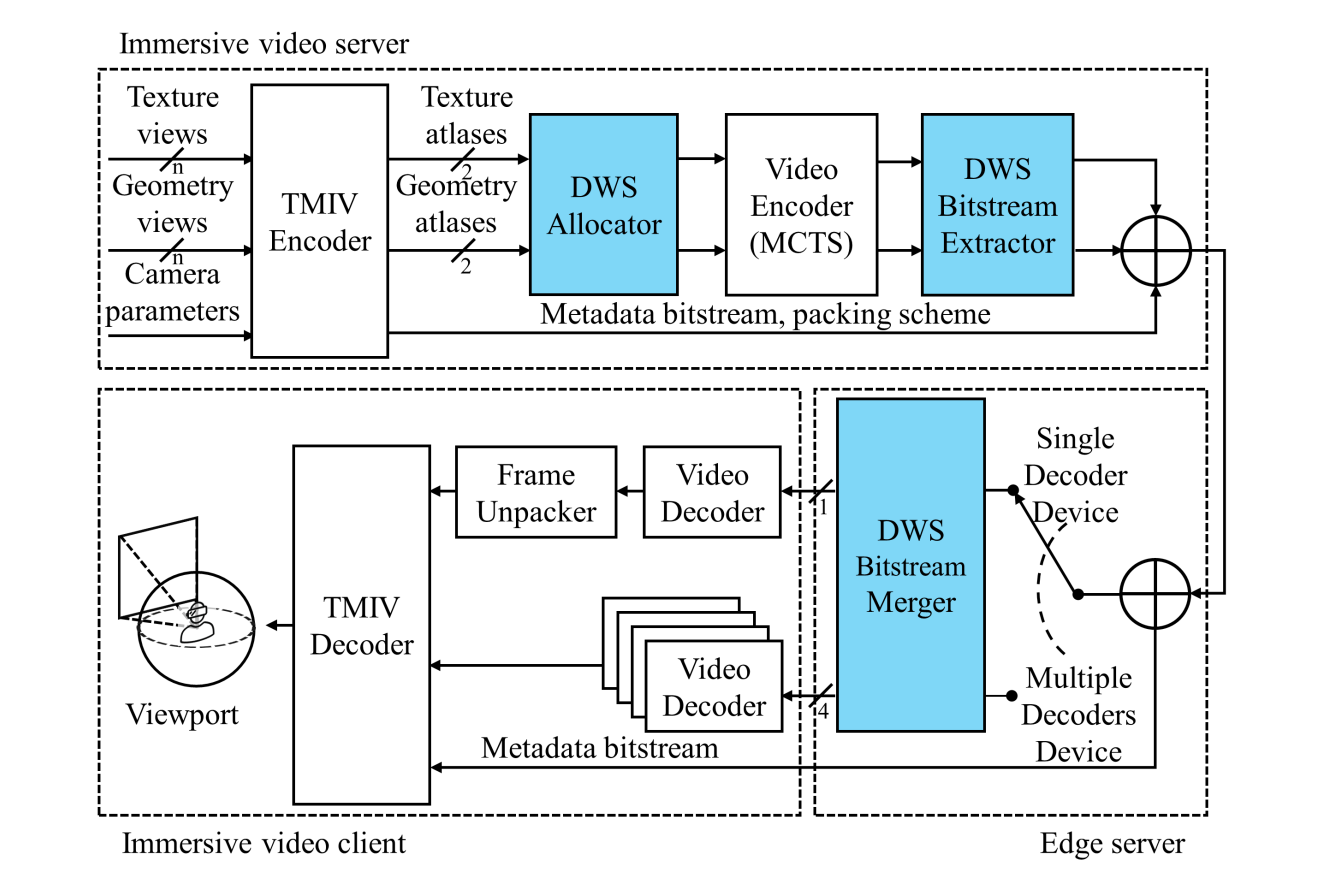 Immersive video server
Texture
views
n
Geometry
views
n
Camera
parameters
TMIV
Encoder
Texture
atlases
2
Geometry
atlases
2
DWS
Allocator
Video
Encoder
(MCTS)
DWS
Bitstream
Extractor
Metadata bitstream, packing scheme
Single
Decoder
Device
DWS
Bitstream
Merger
Multiple
Decoders
Device
1
4
Video
Decoder
Frame
Unpacker
Video
Decoder
TMIV
Decoder
Viewport
Metadata bitstream
Immersive video client
Edge server